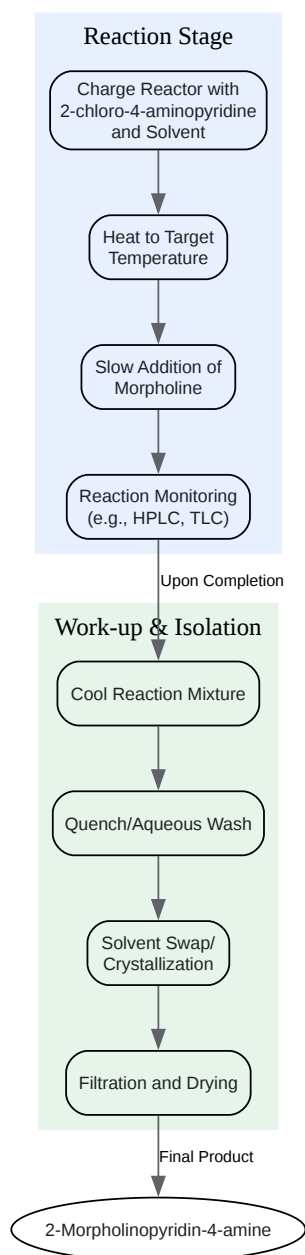 Reaction Stage
Charge Reactor with
2-chloro-4-aminopyridine
and Solvent
Heat to Target
Temperature
Slow Addition of
Morpholine
Reaction Monitoring
(e.g., HPLC, TLC)
Upon Completion
Work-up & Isolation
Cool Reaction Mixture
Quench/Aqueous Wash
Solvent Swap/
Crystallization
Filtration and Drying
Final Product
2-Morpholinopyridin-4-amine